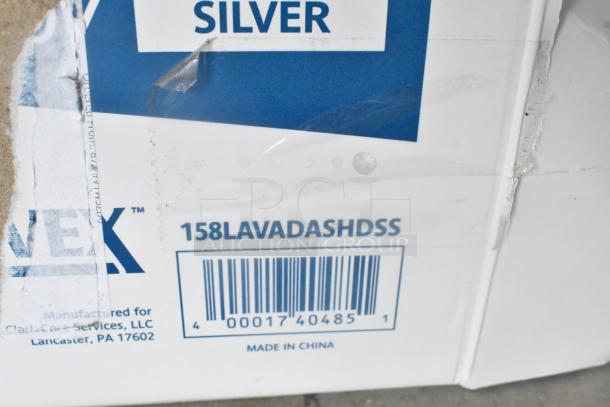 SILVER
VEX™
158LAVADASHDSS
4 00017 40485 1
Manufactured for
Services, LLC
Lancaster, PA 17602
MADE IN CHINA
PCI
AUCTION GROUP